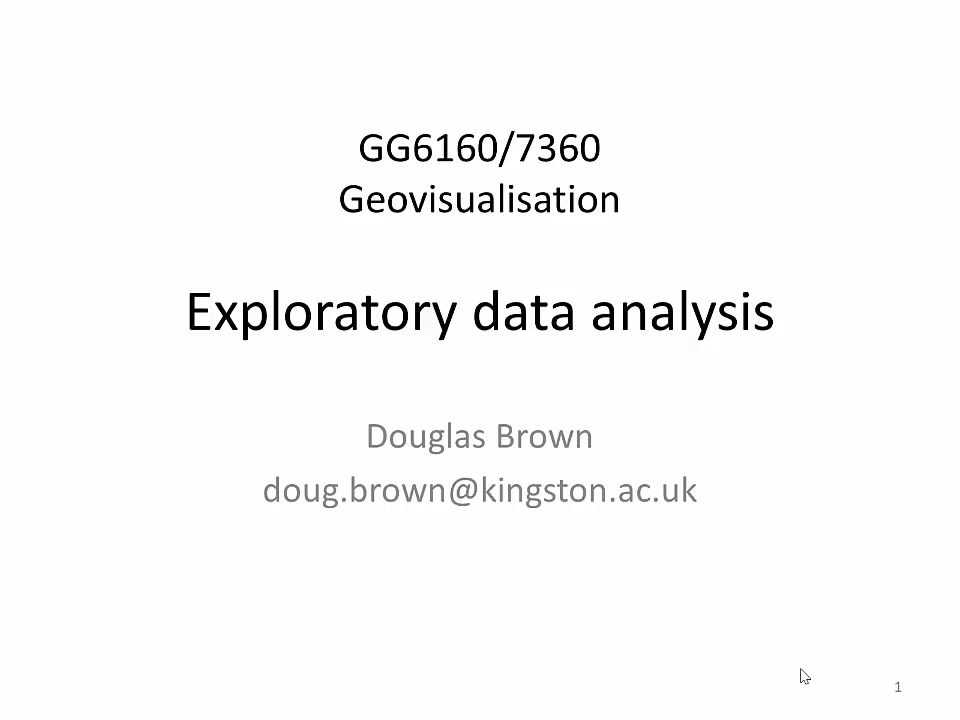 GG6160/7360
Geovisualisation
Exploratory data analysis
Douglas Brown
doug.brown@kingston.ac.uk
1